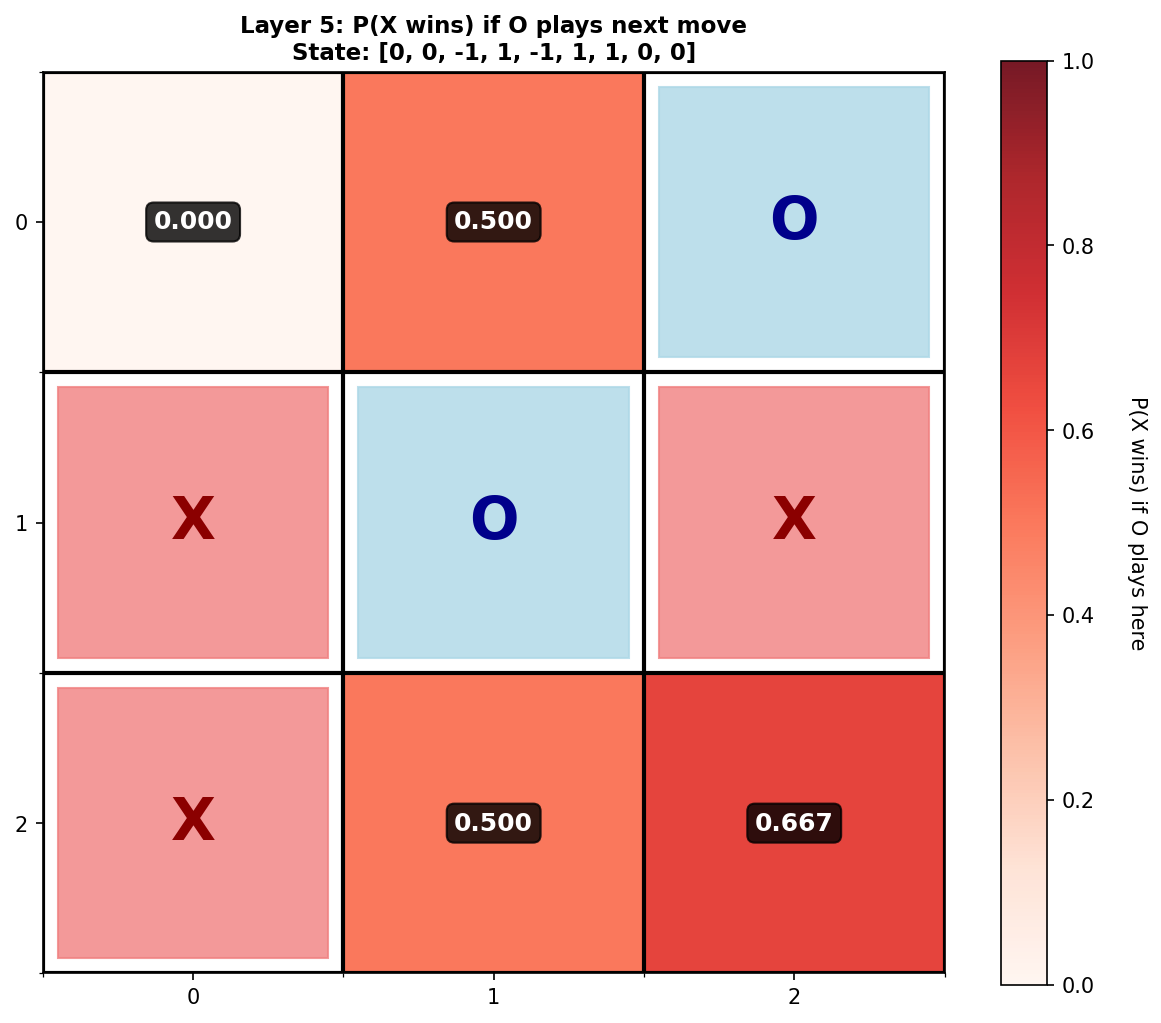 Layer 5: P(X wins) if O plays next move
State: [0, 0, -1, 1, -1, 1, 1, 0, 0]
0
0.000
0.500
O
1
X
O
X
2
X
0.500
0.667
0
1
2
1.0
0.8
0.6
0.4
0.2
0.0
P(X wins) if O plays here